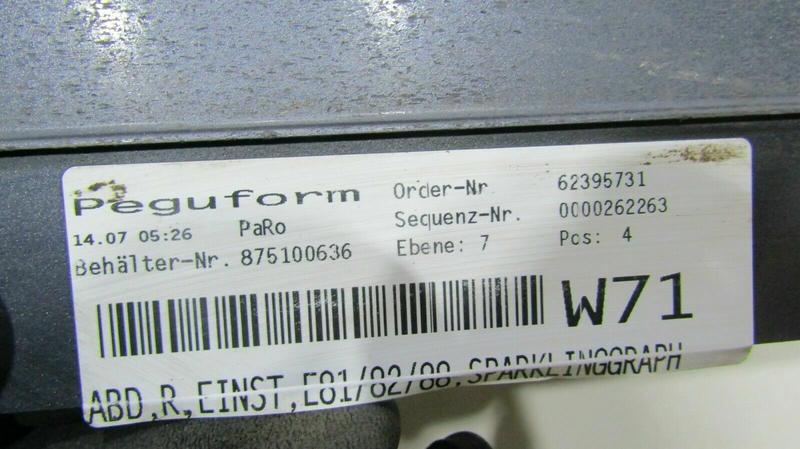 Peguform
Order-Nr 62395731
14.07 05:26 PaRo
Sequenz-Nr. 0000262263
Behälter-Nr. 875100636
Ebene: 7 Pos: 4
W71
ABD,R,EINST,E81/82/88,SPARKLINGGRAPH